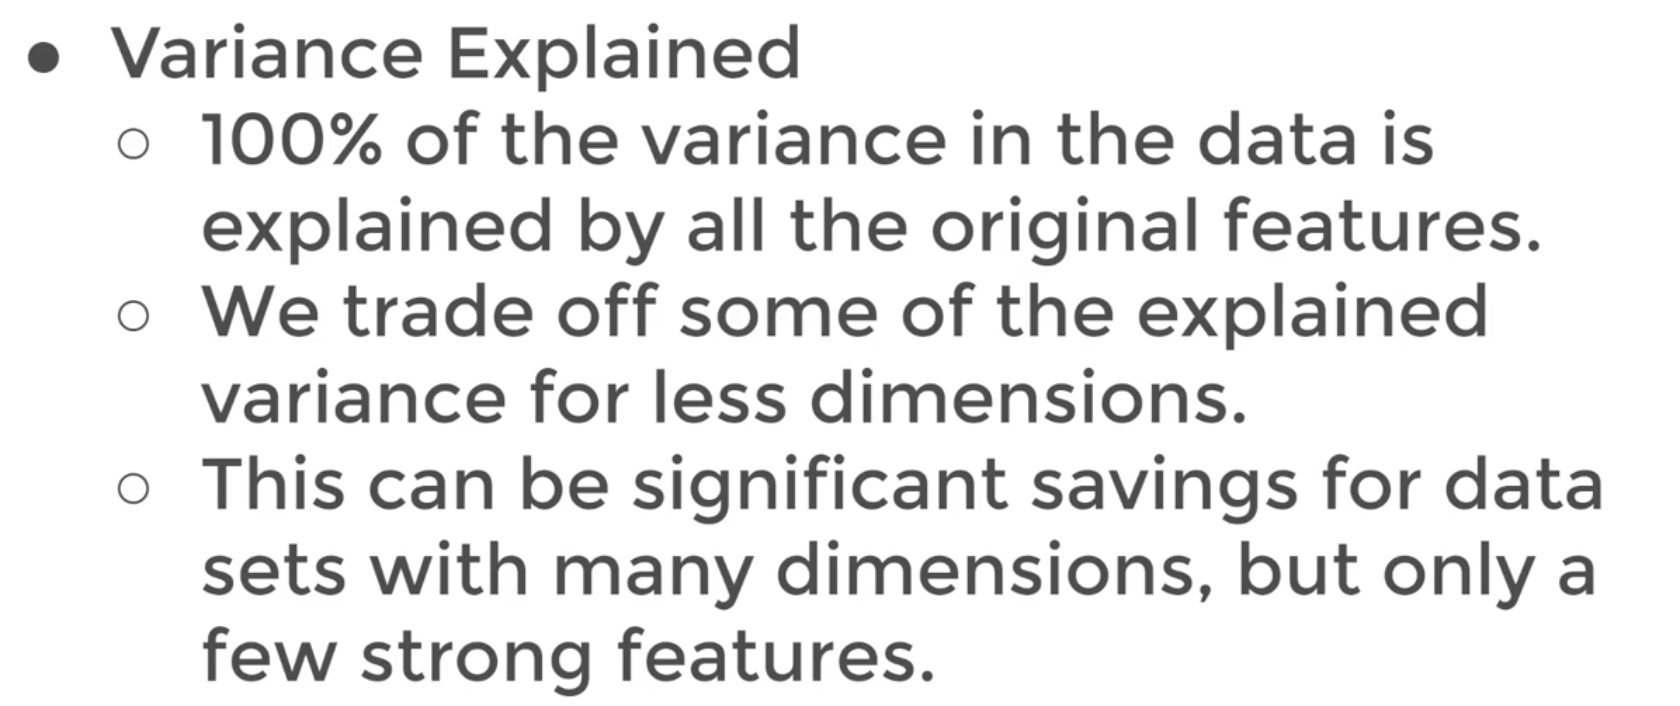 ● Variance Explained
○ 100% of the variance in the data is
explained by all the original features.
○ We trade off some of the explained
variance for less dimensions.
○ This can be significant savings for data
sets with many dimensions, but only a
few strong features.